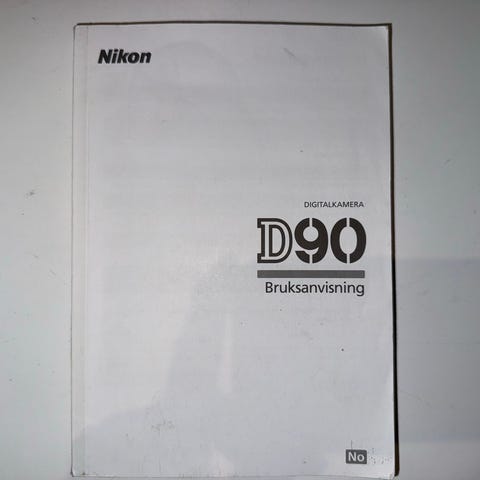 Nikon
DIGITALKAMERA
D90
Bruksanvisning
No